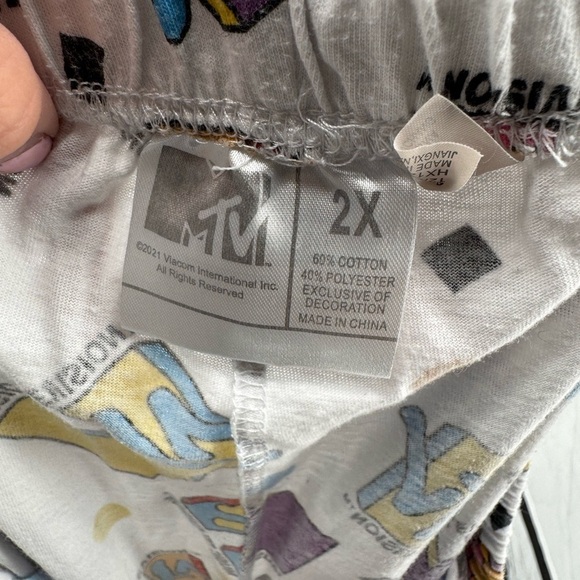 MTV
©2021 Viacom International Inc.
All Rights Reserved
2X
60% COTTON
40% POLYESTER
EXCLUSIVE OF
DECORATION
MADE IN CHINA